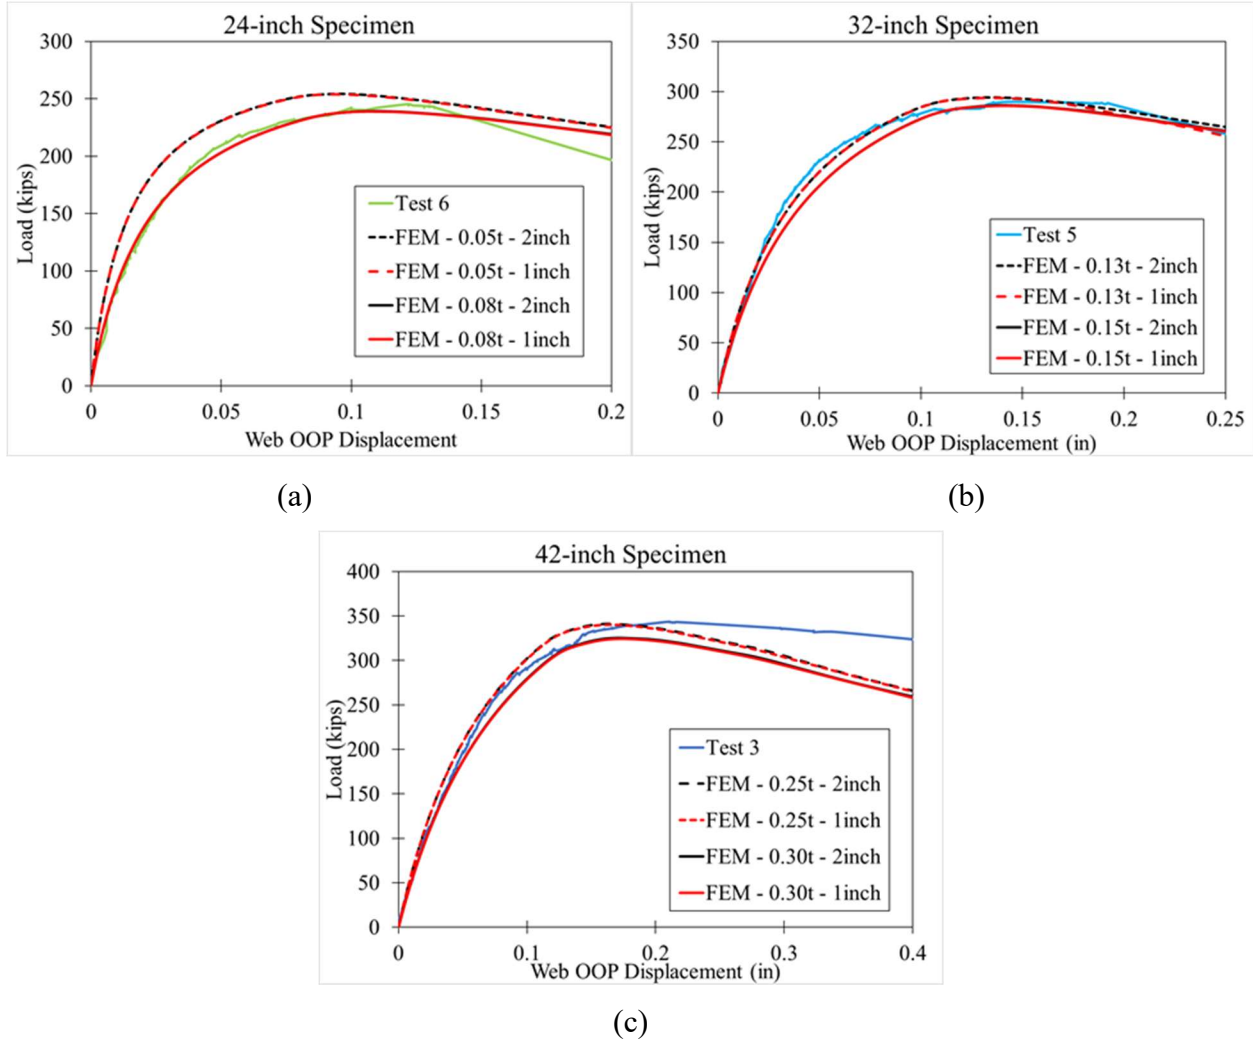 24-inch Specimen
300
250
200
150
100
50
0
Load (kips)
Test 6
FEM - 0.05t - 2inch
FEM - 0.05t - 1inch
FEM - 0.08t - 2inch
FEM - 0.08t - 1inch
0 0.05 0.1 0.15 0.2
Web OOP Displacement
(a)
32-inch Specimen
350
300
250
200
150
100
50
0
Load (kips)
Test 5
FEM - 0.13t - 2inch
FEM - 0.13t - 1inch
FEM - 0.15t - 2inch
FEM - 0.15t - 1inch
0 0.05 0.1 0.15 0.2 0.25
Web OOP Displacement (in)
(b)
42-inch Specimen
400
350
300
250
200
150
100
50
0
Load (kips)
Test 3
FEM - 0.25t - 2inch
FEM - 0.25t - 1inch
FEM - 0.30t - 2inch
FEM - 0.30t - 1inch
0 0.1 0.2 0.3 0.4
Web OOP Displacement (in)
(c)